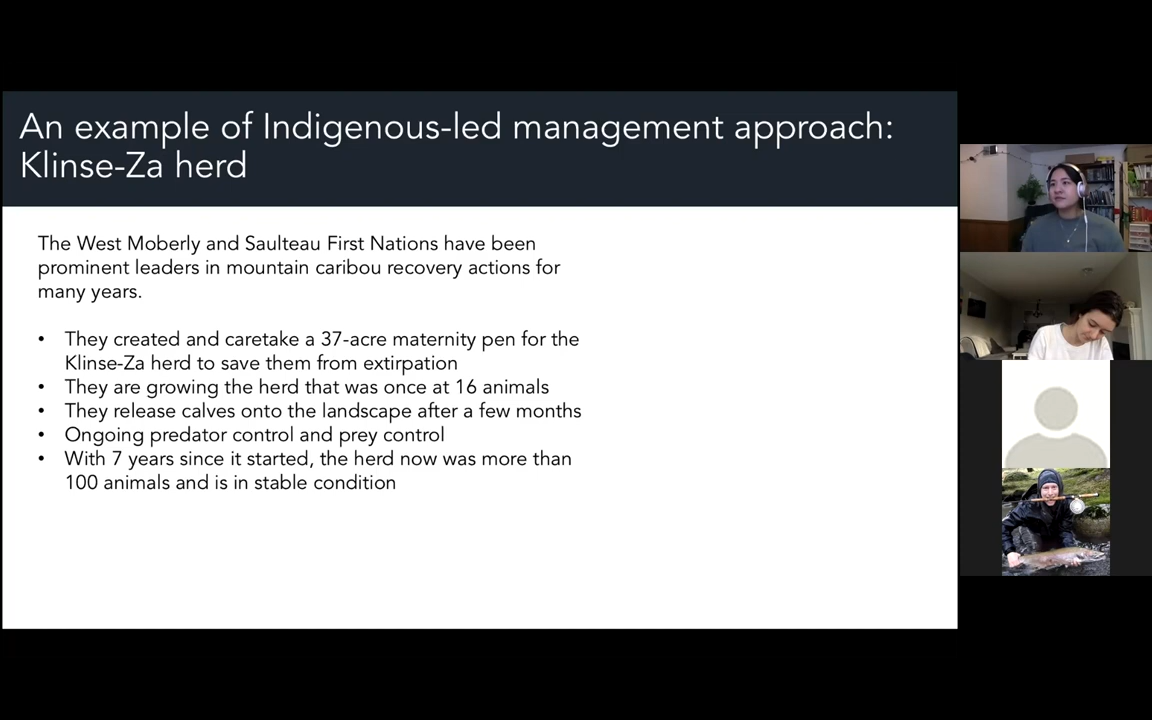 An example of Indigenous-led management approach:
Klinse-Za herd
The West Moberly and Saulteau First Nations have been
prominent leaders in mountain caribou recovery actions for
many years.
• They created and caretake a 37-acre maternity pen for the
Klinse-Za herd to save them from extirpation
• They are growing the herd that was once at 16 animals
• They release calves onto the landscape after a few months
• Ongoing predator control and prey control
• With 7 years since it started, the herd now was more than
100 animals and is in stable condition